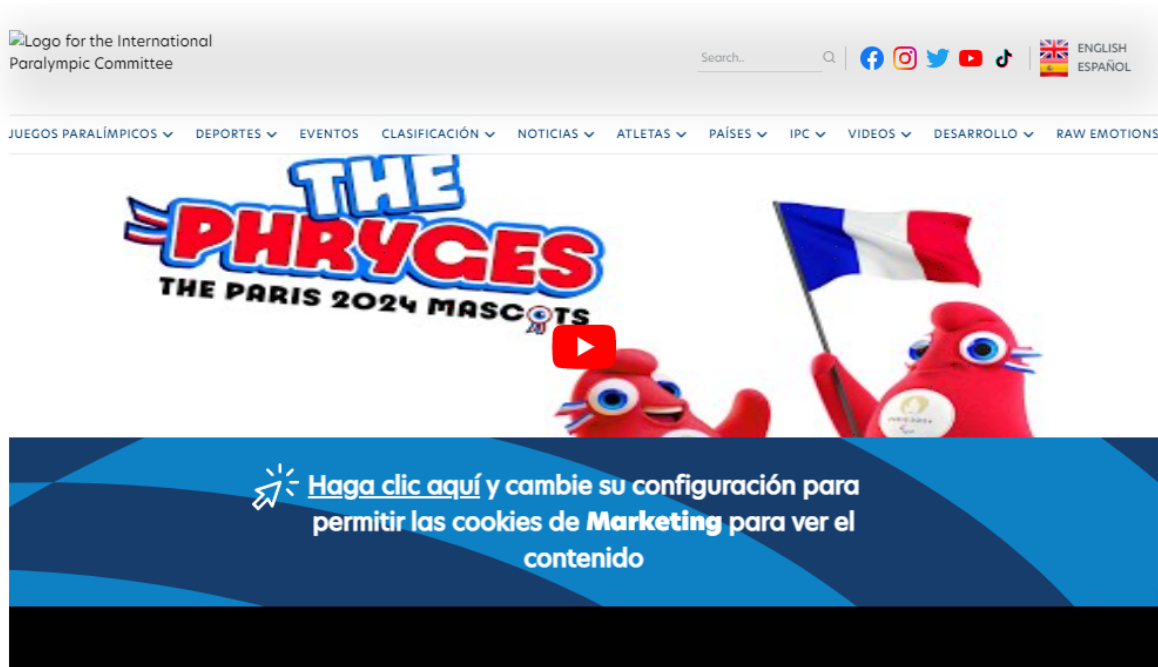 Logo for the International
Paralympic Committee
Search..
ENGLISH
ESPAÑOL
JUEGOS PARALÍMPICOS DEPORTES EVENTOS CLASIFICACIÓN NOTICIAS ATLETAS PAÍSES IPC VIDEOS DESARROLLO RAW EMOTIONS
THE
PHRYGES
THE PARIS 2024 MASCOTS
Haga clic aquí y cambie su configuración para
permitir las cookies de Marketing para ver el
contenido